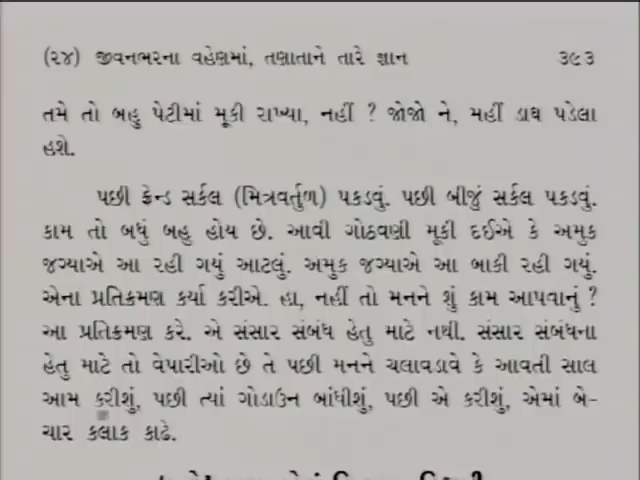 (૨૪) જીવનભરના વહેણમાં, તણાતાને તારે જ્ઞાન ૩૯૩
તમે તો બહુ પેટીમાં મૂકી રાખ્યા, નહીં ? જોજો ને, મહીં ડાઘ પડેલા
હશે.
પછી ફ્રેન્ડ સર્કલ (મિત્રવર્તુળ) પકડવું. પછી બીજું સર્કલ પકડવું.
કામ તો બધું બહુ હોય છે. આવી ગોઠવણી મૂકી દઈએ કે અમુક
જગ્યાએ આ રહી ગયું આટલું. અમુક જગ્યાએ આ બાકી રહી ગયું.
એના પ્રતિક્રમણ કર્યા કરીએ. હા, નહીં તો મનને શું કામ આપવાનું ?
આ પ્રતિક્રમણ કરે. એ સંસાર સંબંધ હેતુ માટે નથી. સંસાર સંબંધના
હેતુ માટે તો વેપારીઓ છે તે પછી મનને ચલાવડાવે કે આવતી સાલ
આમ કરીશું, પછી ત્યાં ગોડાઉન બાંધીશું, પછી એ કરીશું, એમાં બે-
ચાર કલાક કાઢે.